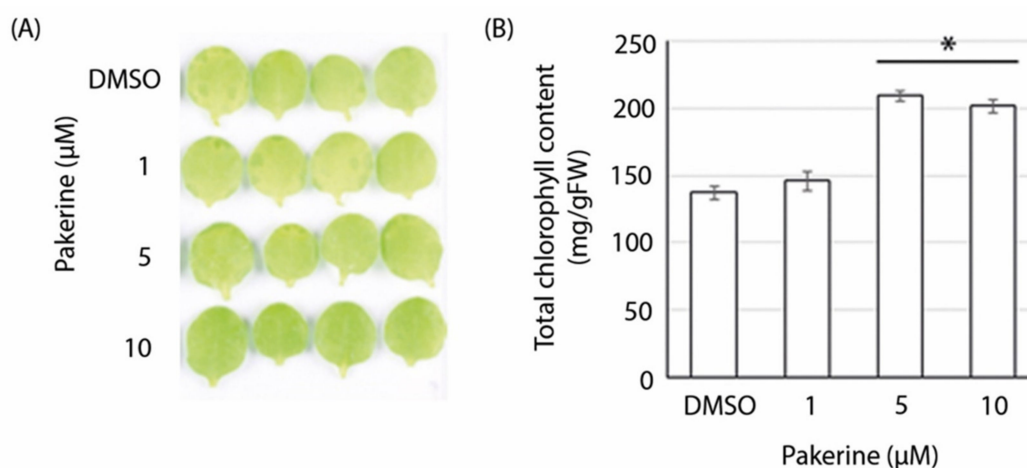 (A)
DMSO
1
5
10
Pakerine (μM)
(B)
Total chlorophyll content
(mg/gFW)
250
200
150
100
50
0
*
DMSO 1 5 10
Pakerine (μM)